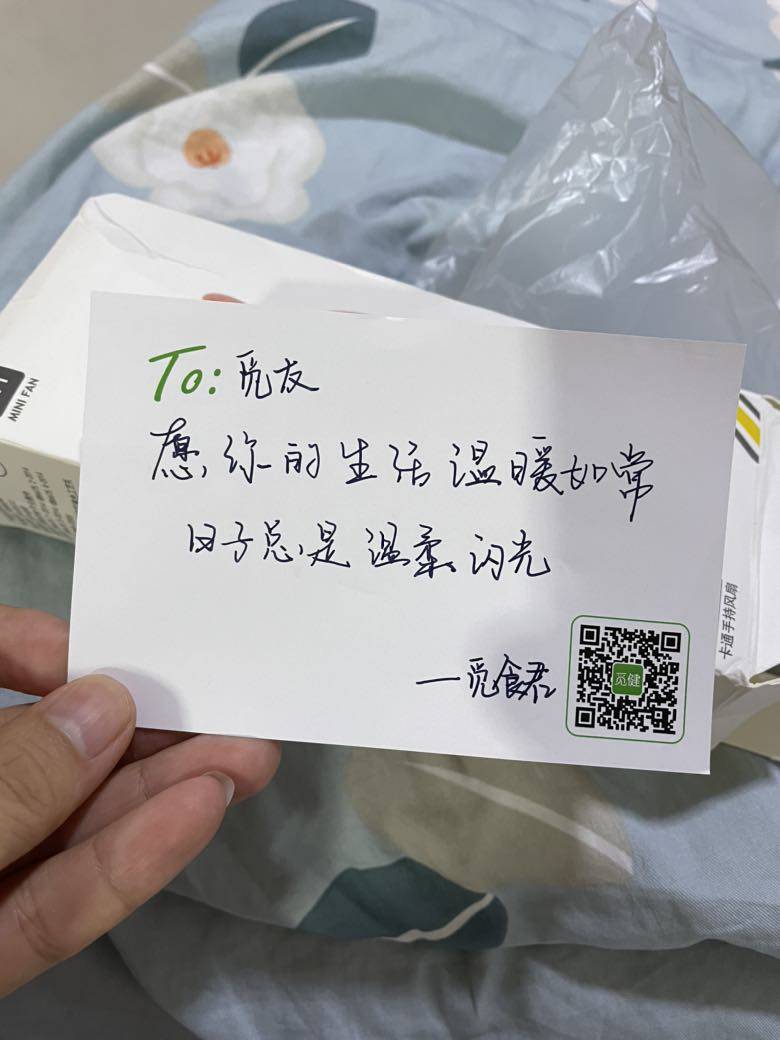 To: 觅友
愿你的生活温暖如常
日子总是温柔闪光
—觅食君
觅健
MINI FAN
卡通手持风扇